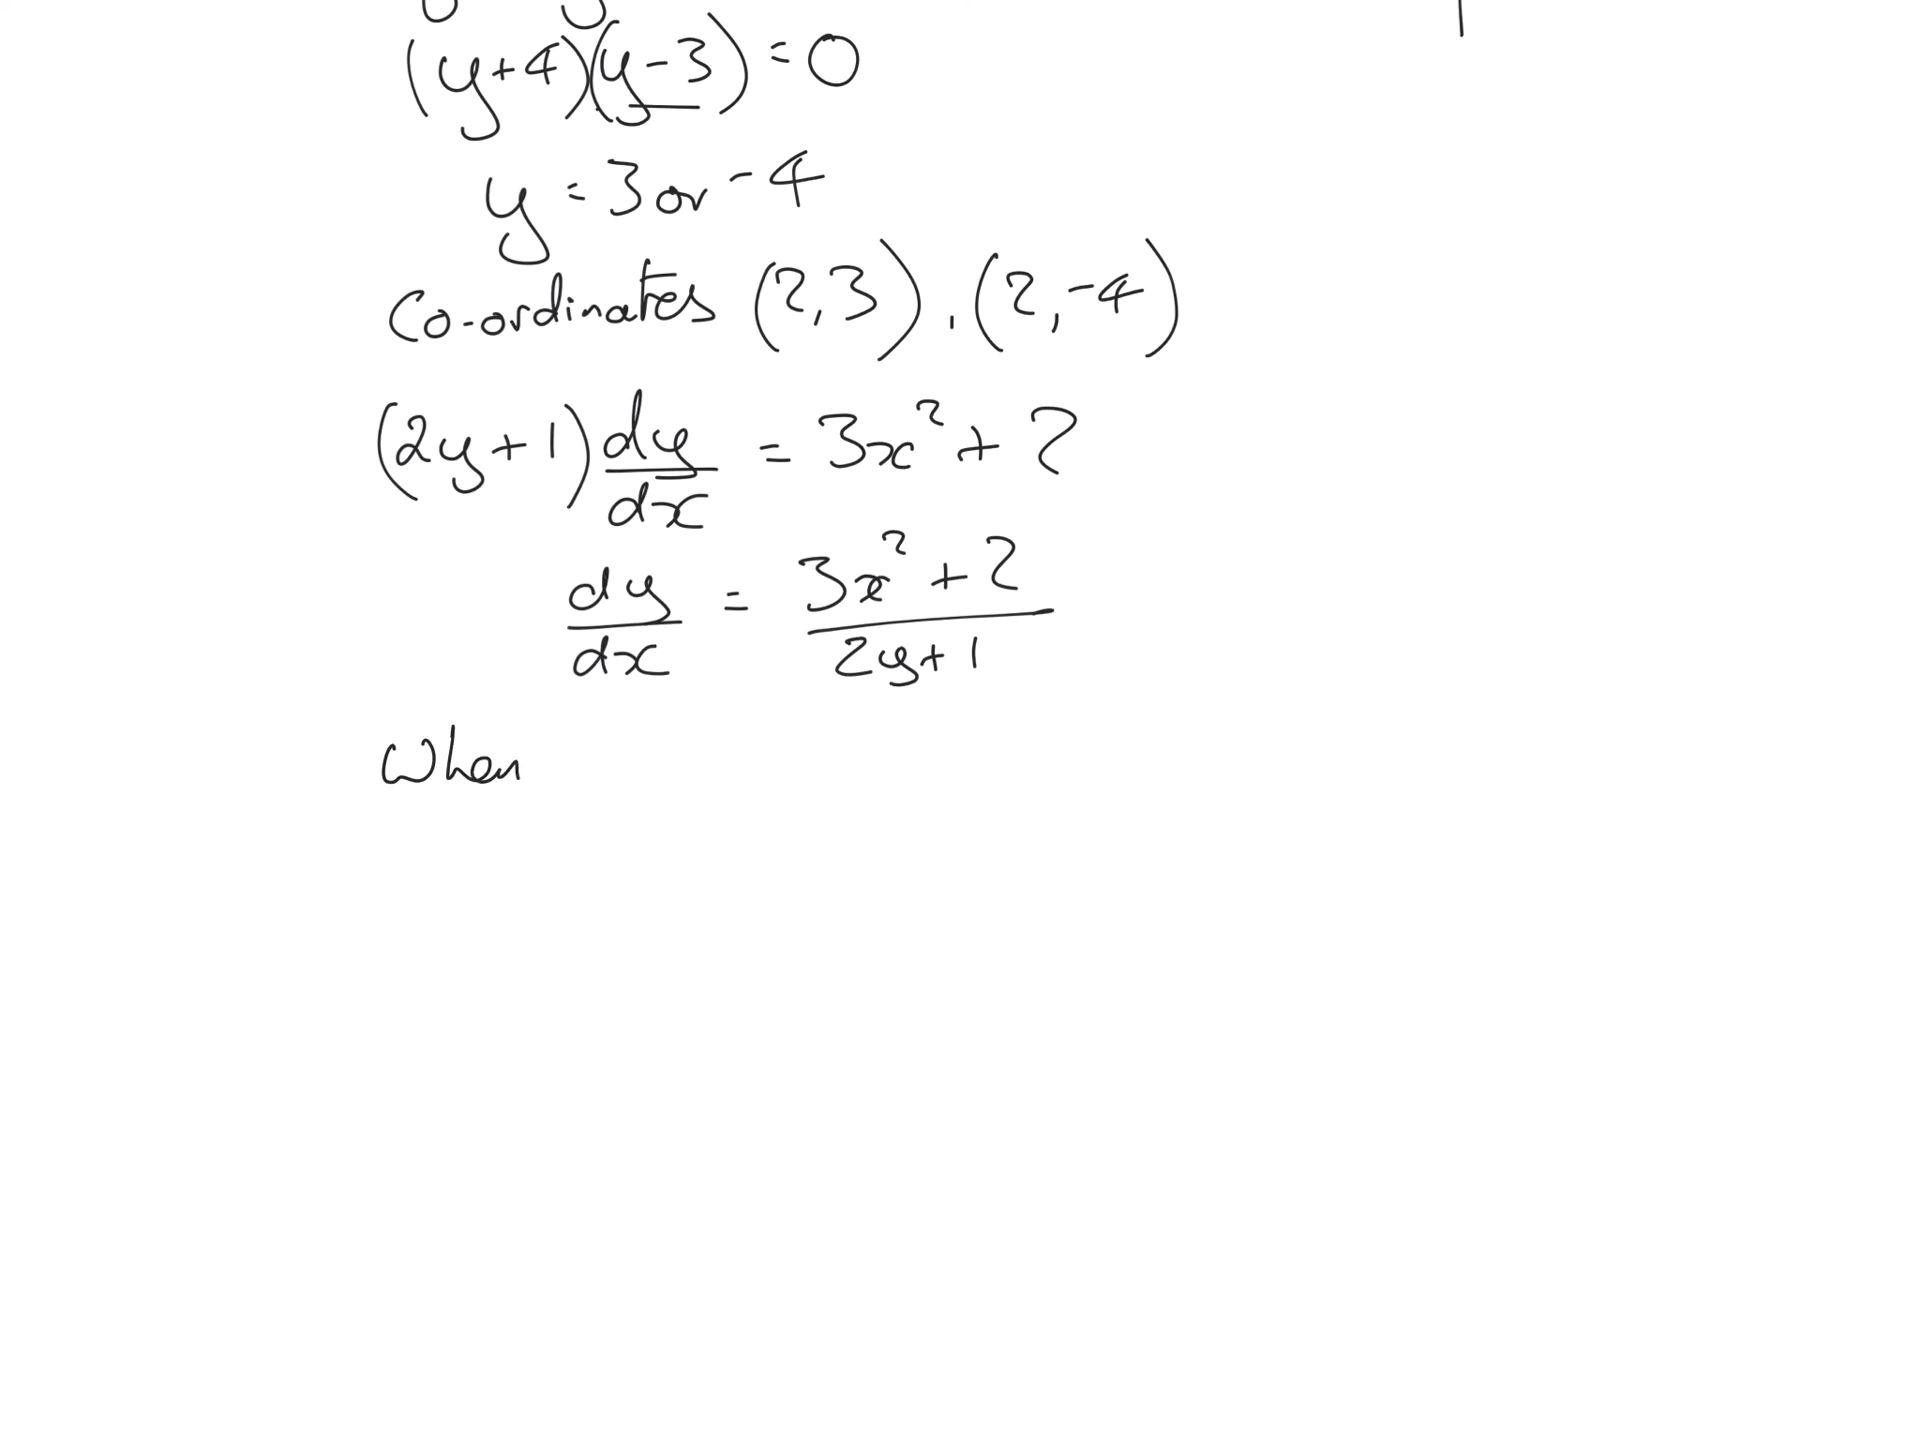 (y+4)(y-3) = 0
y = 3 or -4
Co-ordinates (2,3), (2,-4)
(2y+1) dy/dx = 3x² + 2
dy/dx = (3x² + 2)/(2y+1)
When